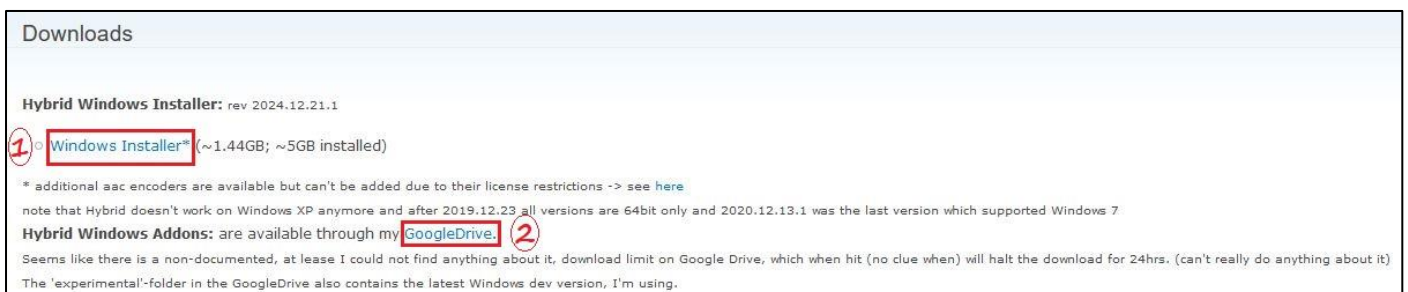 Downloads
Hybrid Windows Installer: rev 2024.12.21.1
1 Windows Installer* (~1.44GB; ~5GB installed)
* additional aac encoders are available but can't be added due to their license restrictions -> see here
note that Hybrid doesn't work on Windows XP anymore and after 2019.12.23 all versions are 64bit only and 2020.12.13.1 was the last version which supported Windows 7
Hybrid Windows Addons: are available through my GoogleDrive. 2
Seems like there is a non-documented, at lease I could not find anything about it, download limit on Google Drive, which when hit (no clue when) will halt the download for 24hrs. (can't really do anything about it)
The 'experimental'-folder in the GoogleDrive also contains the latest Windows dev version, I'm using.